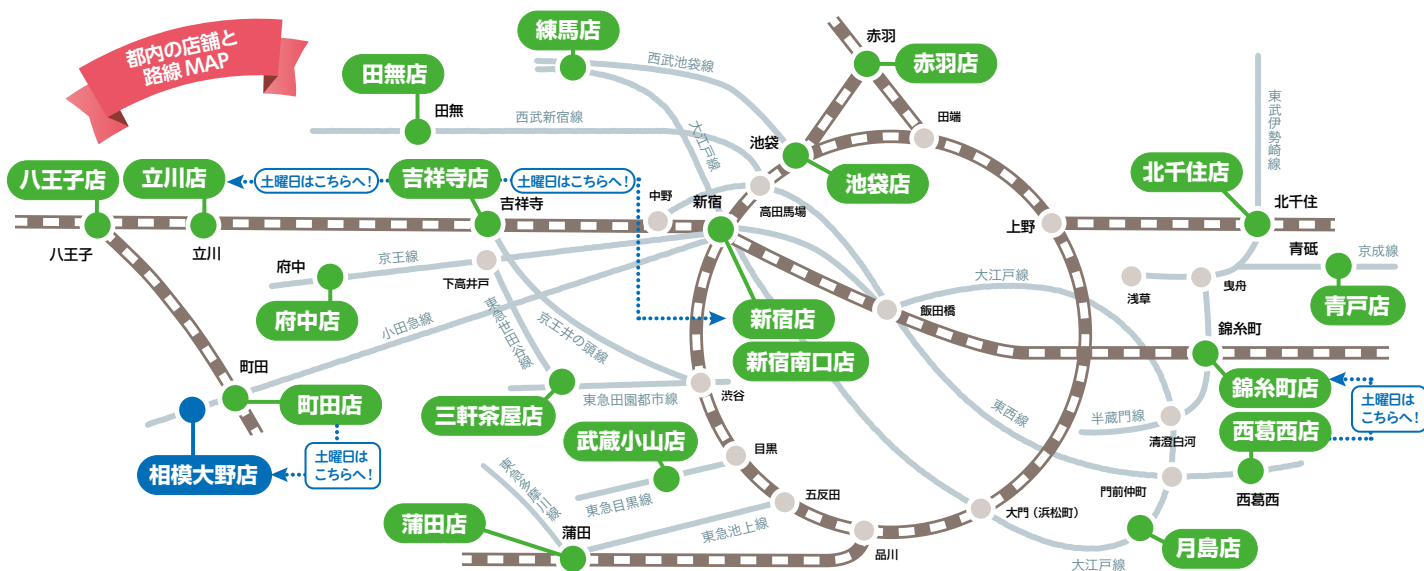 都内の店舗と
路線 MAP
練馬店
西武池袋線
赤羽
赤羽店
田無店
田無
西武新宿線
大江戸線
池袋
池袋店
田端
東武伊勢崎線
八王子店
立川店
土曜日はこちらへ!
吉祥寺店
土曜日はこちらへ!
吉祥寺
中野
新宿
高田馬場
上野
北千住店
北千住
八王子
立川
府中
京王線
下高井戸
府中店
小田急線
東急世田谷線
京王井の頭線
新宿店
新宿南口店
飯田橋
大江戸線
浅草
曳舟
青砥
京成線
青戸店
錦糸町
錦糸町店
土曜日は
こちらへ!
西葛西店
西葛西
町田
町田店
土曜日は
こちらへ!
相模大野店
三軒茶屋店
東急田園都市線
渋谷
東西線
半蔵門線
清澄白河
門前仲町
武蔵小山店
目黒
東急目黒線
東急多摩川線
蒲田店
蒲田
東急池上線
五反田
品川
大門(浜松町)
大江戸線
月島店